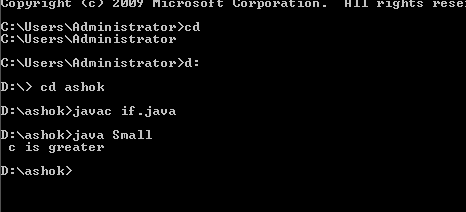 Copyright (c) 2009 Microsoft Corporation.  All rights rese
C:\Users\Administrator>cd
C:\Users\Administrator
C:\Users\Administrator>d:
D:\> cd ashok
D:\ashok>javac if.java
D:\ashok>java Small
 c is greater
D:\ashok>